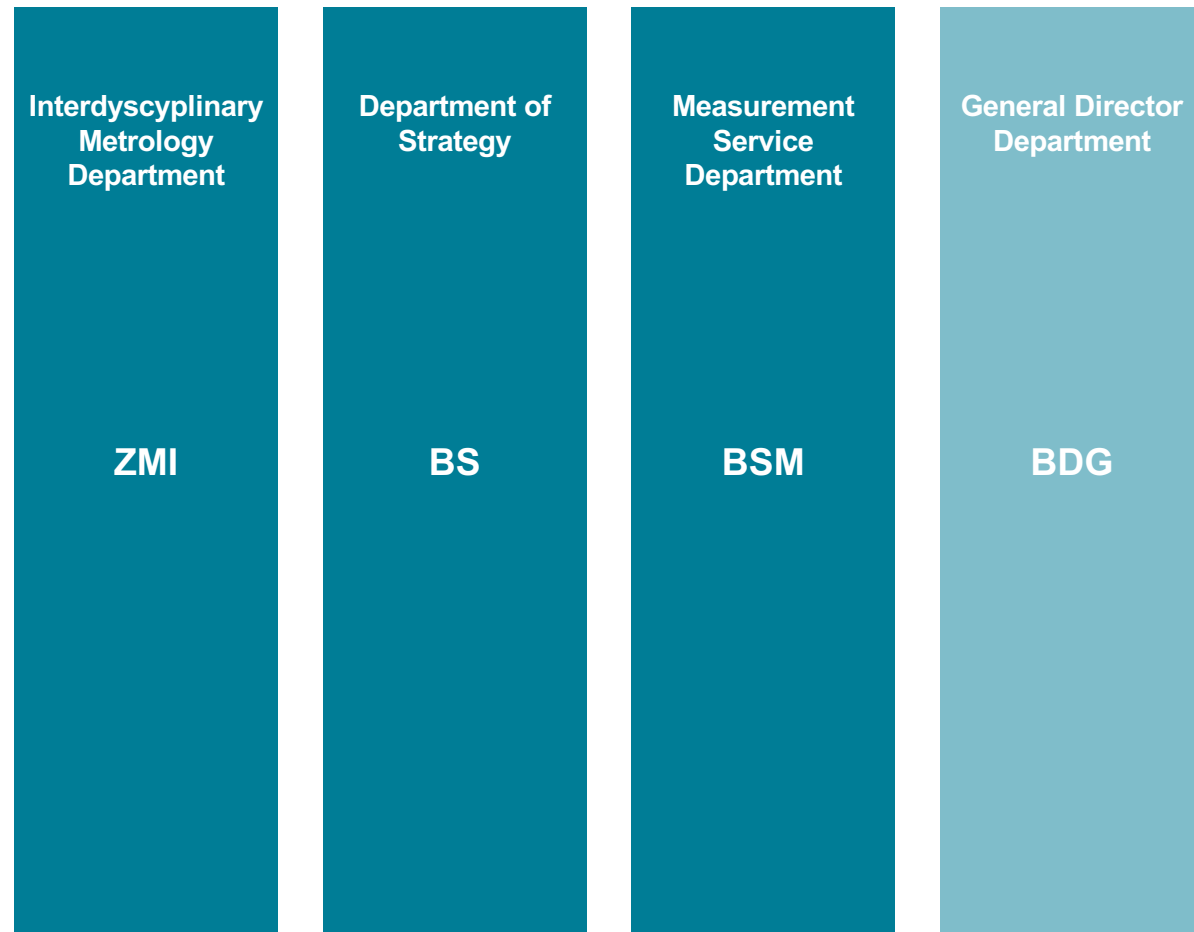 Interdyscyplinary
Metrology
Department
ZMI
Department of
Strategy
BS
Measurement
Service
Department
BSM
General Director
Department
BDG